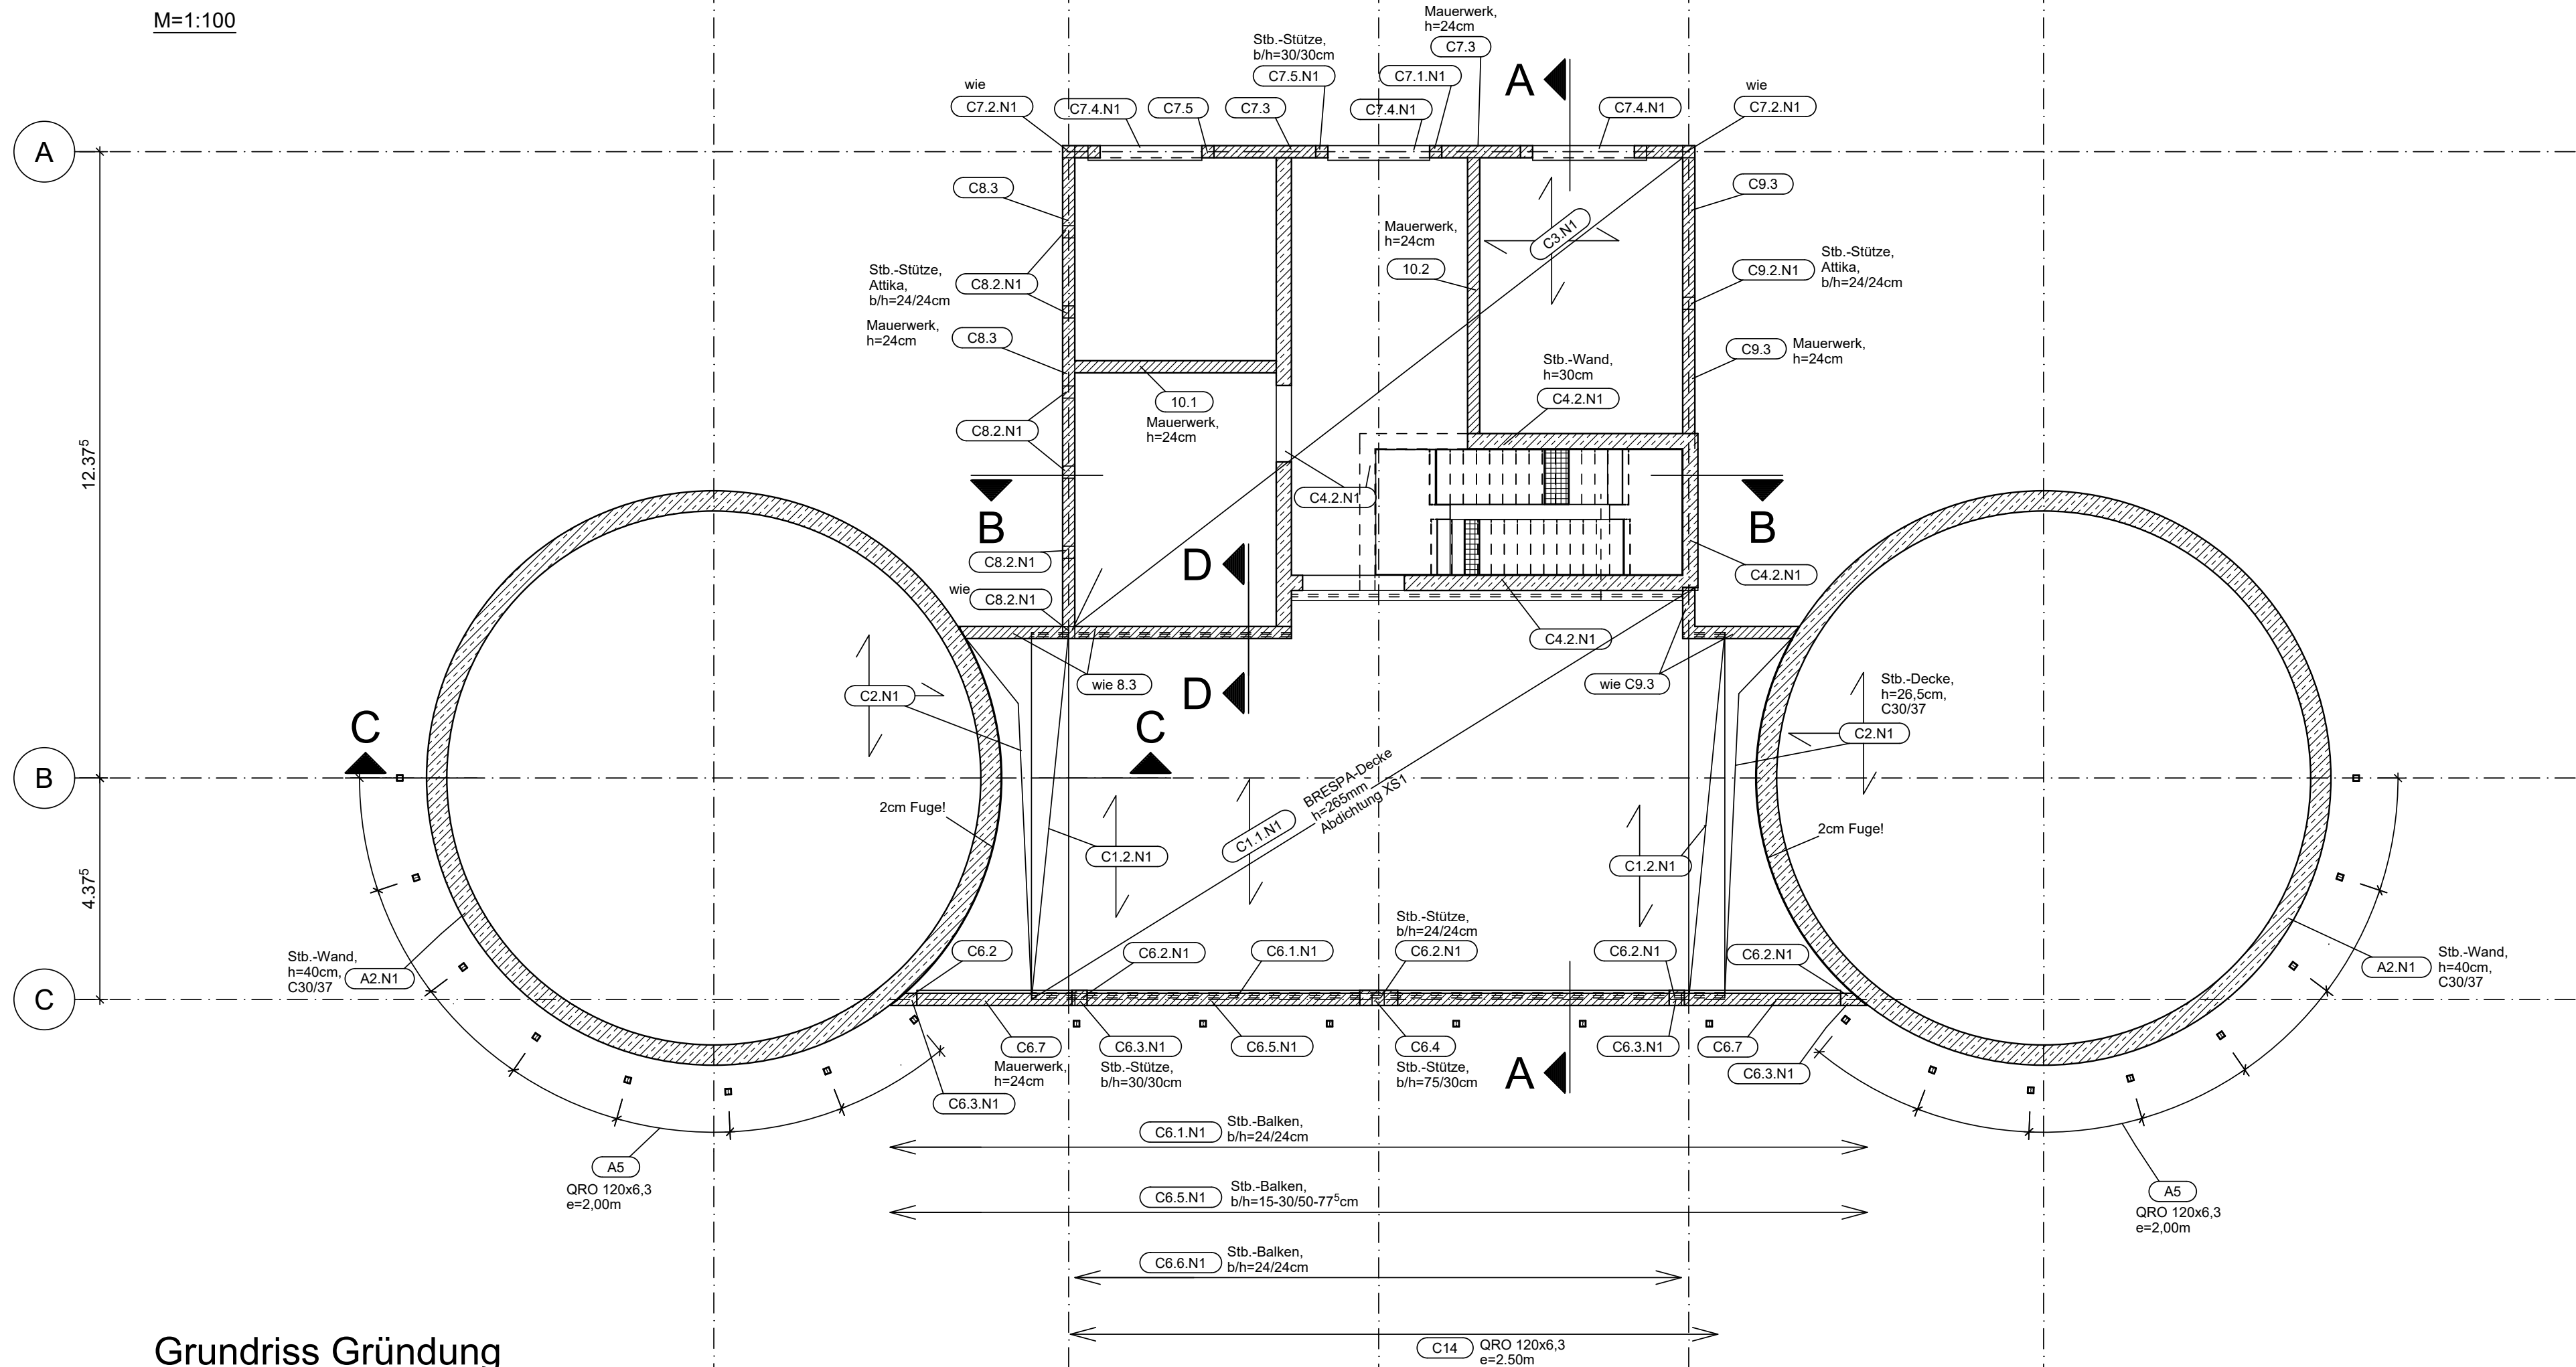 M=1:100
Mauerwerk,
h=24cm
C7.3
Stb.-Stütze,
b/h=30/30cm
C7.5.N1
C7.1.N1
A
wie
C7.2.N1
C7.4.N1
C7.5
C7.3
C7.4.N1
C7.4.N1
wie
C7.2.N1
A
C8.3
C9.3
Mauerwerk,
h=24cm
10.2
C3.N1
Stb.-Stütze,
Attika,
b/h=24/24cm
C8.2.N1
C9.2.N1
Stb.-Stütze,
Attika,
b/h=24/24cm
Mauerwerk,
h=24cm
C8.3
C9.3
Mauerwerk,
h=24cm
Stb.-Wand,
h=30cm
C4.2.N1
10.1
Mauerwerk,
h=24cm
C8.2.N1
12.37⁵
C4.2.N1
B
B
D
C8.2.N1
C4.2.N1
wie
C8.2.N1
C4.2.N1
wie 8.3
wie C9.3
D
C2.N1
Stb.-Decke,
h=26,5cm,
C30/37
C2.N1
C
C
B
BRESPA-Decke
h=265mm
Abdichtung XS1
C1.1.N1
2cm Fuge!
2cm Fuge!
C1.2.N1
C1.2.N1
4.37⁵
Stb.-Stütze,
b/h=24/24cm
C6.2
C6.2.N1
C6.1.N1
C6.2.N1
C6.2.N1
C6.2.N1
Stb.-Wand,
h=40cm,
C30/37
A2.N1
A2.N1
Stb.-Wand,
h=40cm,
C30/37
C
C6.7
Mauerwerk,
h=24cm
C6.3.N1
Stb.-Stütze,
b/h=30/30cm
C6.5.N1
C6.4
Stb.-Stütze,
b/h=75/30cm
A
C6.3.N1
C6.7
C6.3.N1
C6.3.N1
C6.1.N1
Stb.-Balken,
b/h=24/24cm
A5
QRO 120x6,3
e=2,00m
C6.5.N1
Stb.-Balken,
b/h=15-30/50-77⁵cm
A5
QRO 120x6,3
e=2,00m
C6.6.N1
Stb.-Balken,
b/h=24/24cm
C14
QRO 120x6,3
e=2.50m
Grundriss Gründung